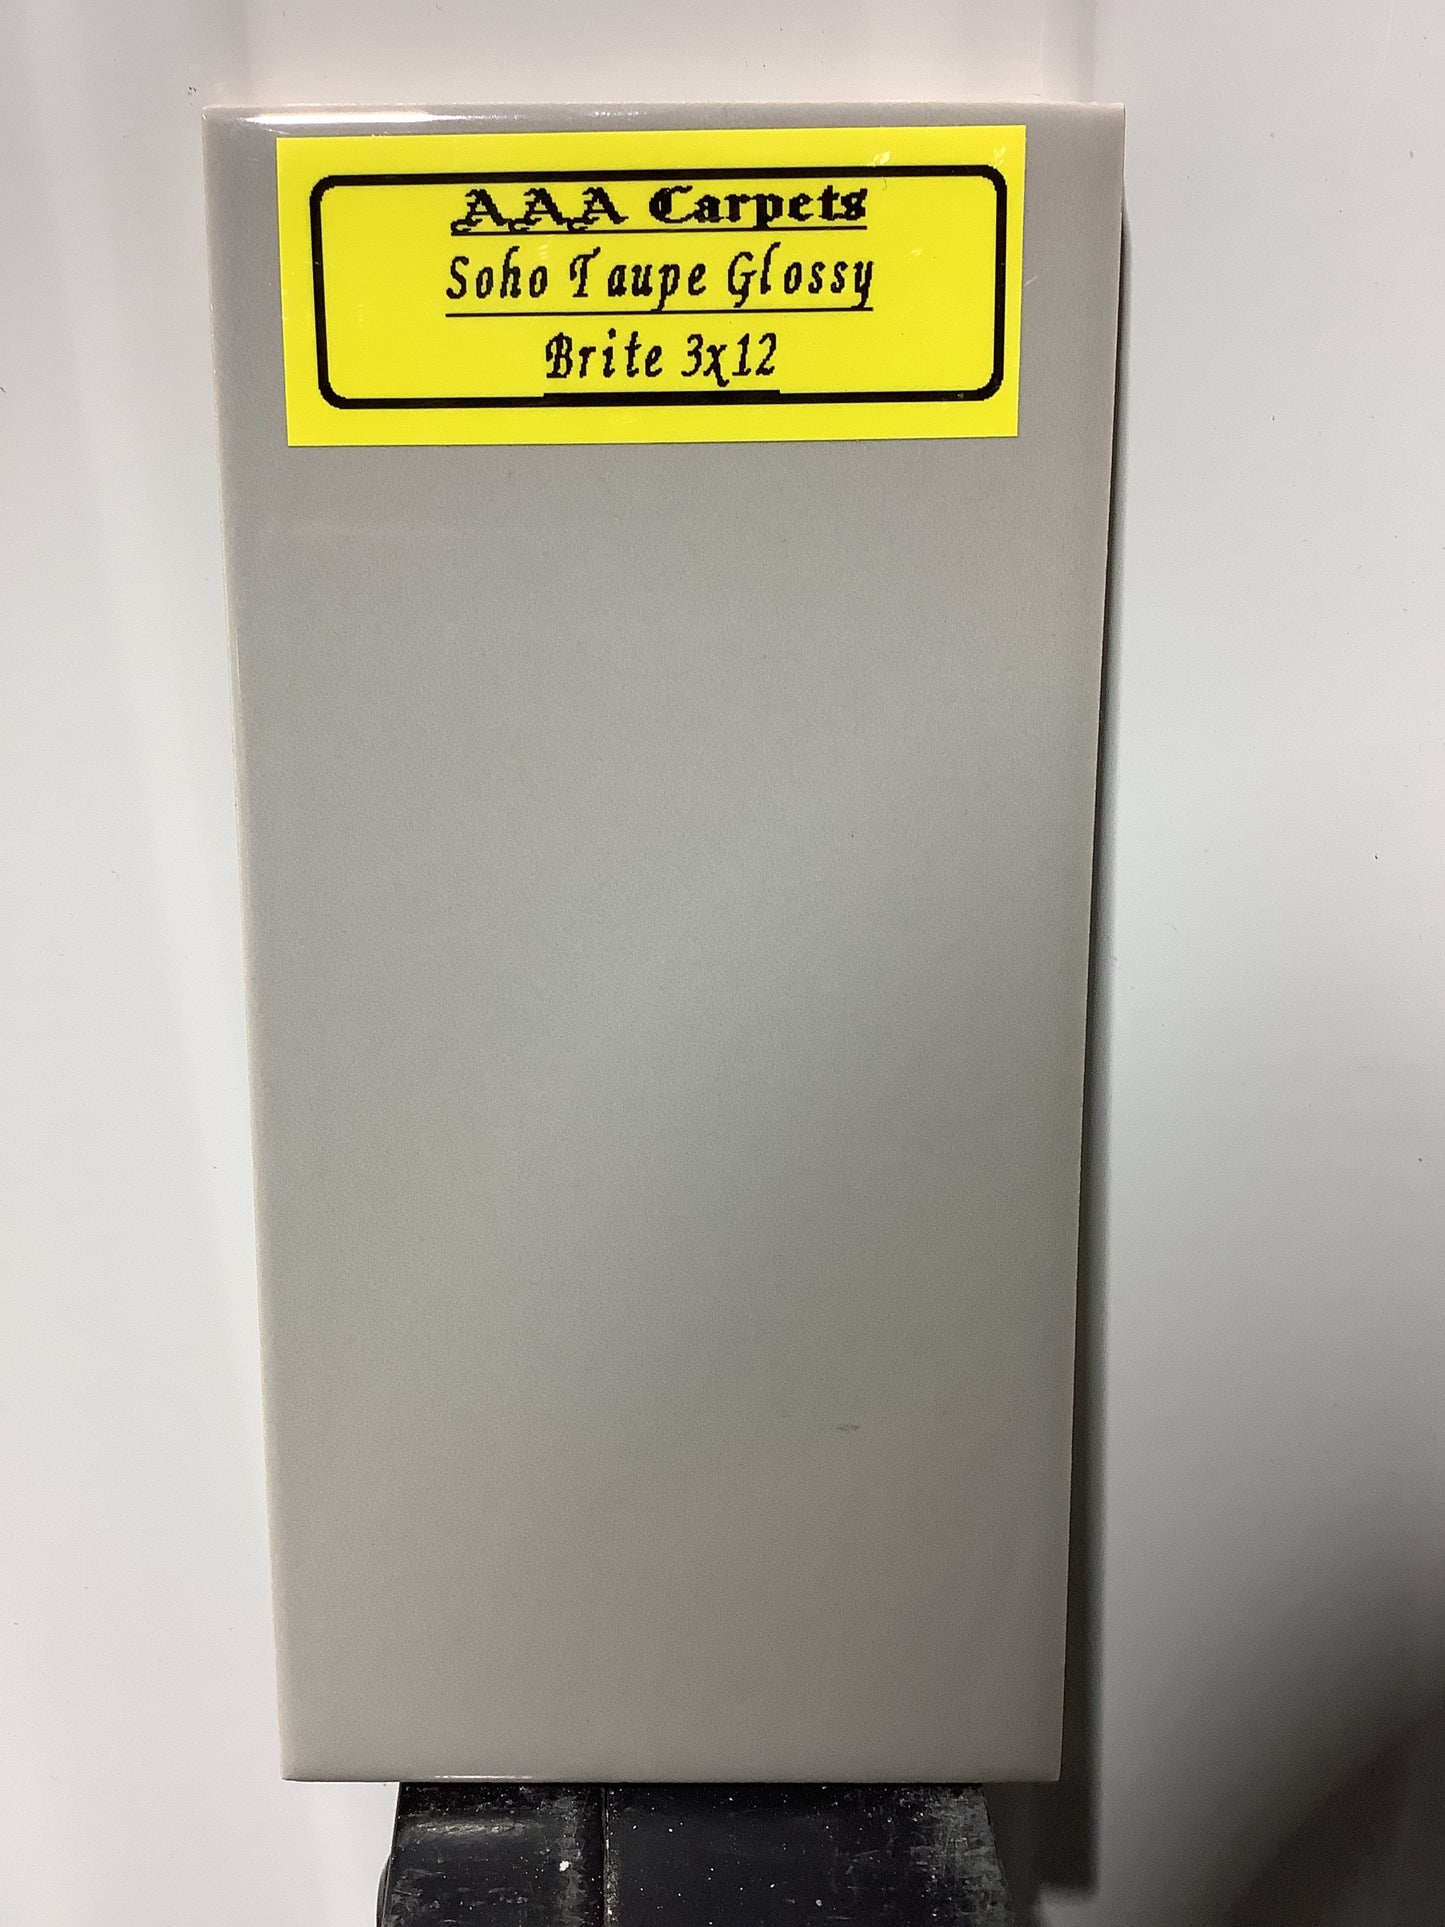 AAA Carpets
Soho Taupe Glossy
Brite 3x12